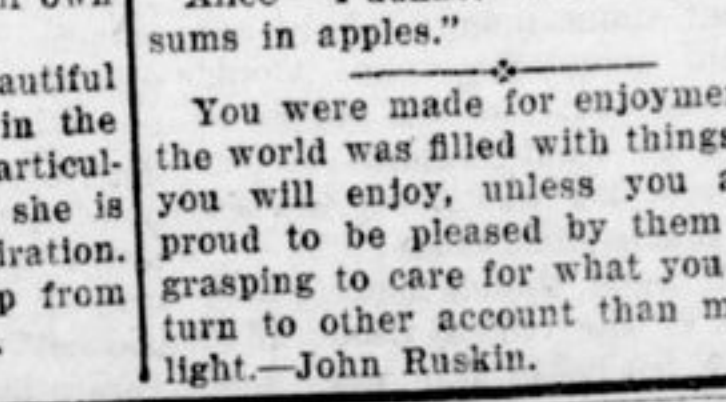 own
autiful
in the
articul-
she is
iration.
p from
sums in apples."
You were made for enjoyme
the world was filled with things
you will enjoy, unless you a
proud to be pleased by them
grasping to care for what you
turn to other account than m
light.—John Ruskin.